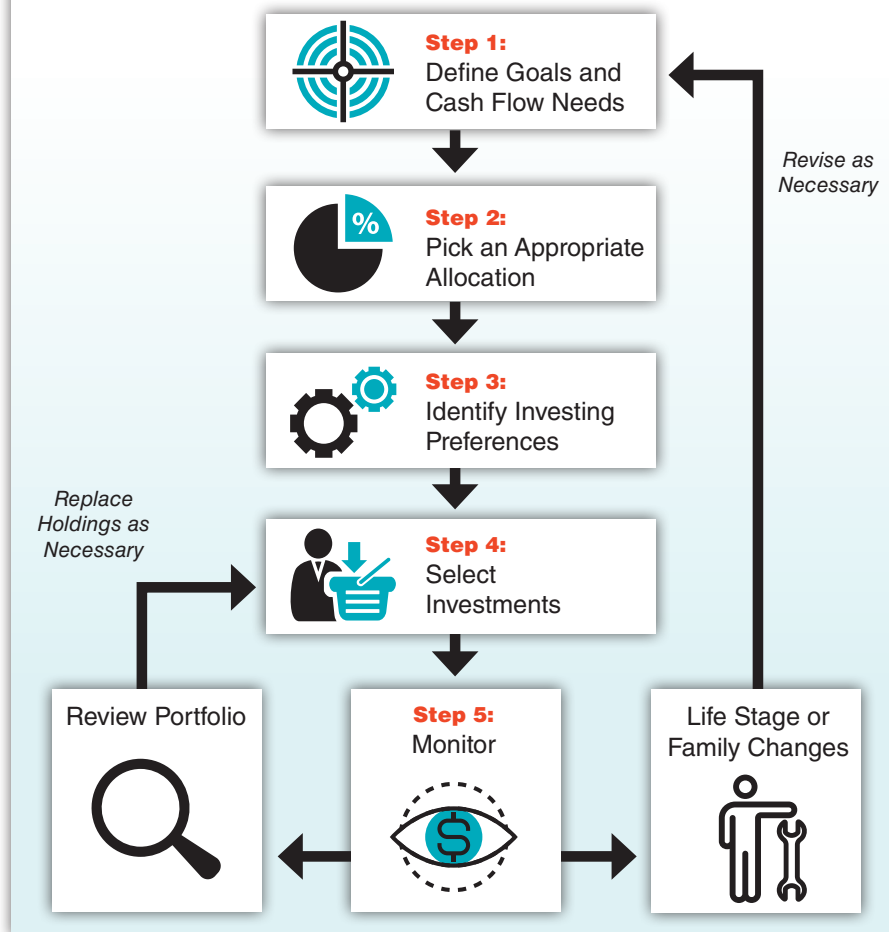 Step 1:
Define Goals and
Cash Flow Needs
Revise as
Necessary
%
Step 2:
Pick an Appropriate
Allocation
Step 3:
Identify Investing
Preferences
Replace
Holdings as
Necessary
Step 4:
Select
Investments
Review Portfolio
Step 5:
Monitor
$
Life Stage or
Family Changes